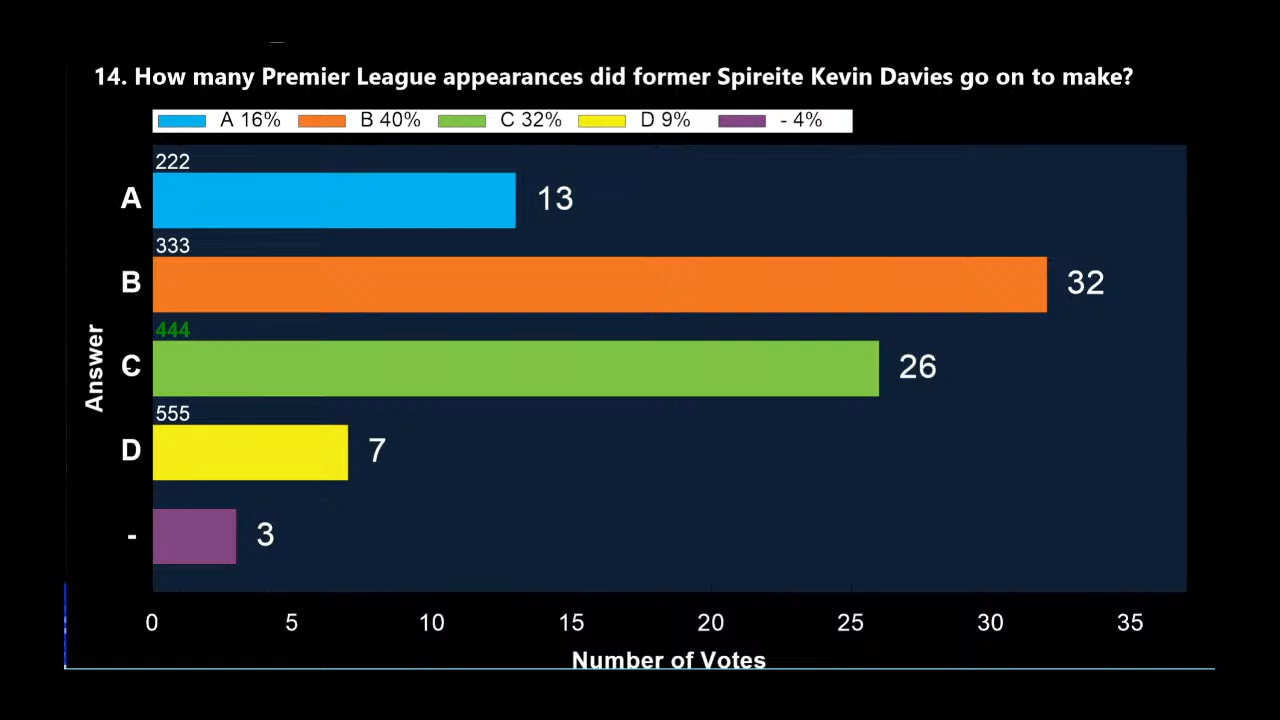 14. How many Premier League appearances did former Spireite Kevin Davies go on to make?
A 16% B 40% C 32% D 9% - 4%
222
A 13
333
B 32
444
C 26
555
D 7
- 3
Answer
0 5 10 15 20 25 30 35
Number of Votes